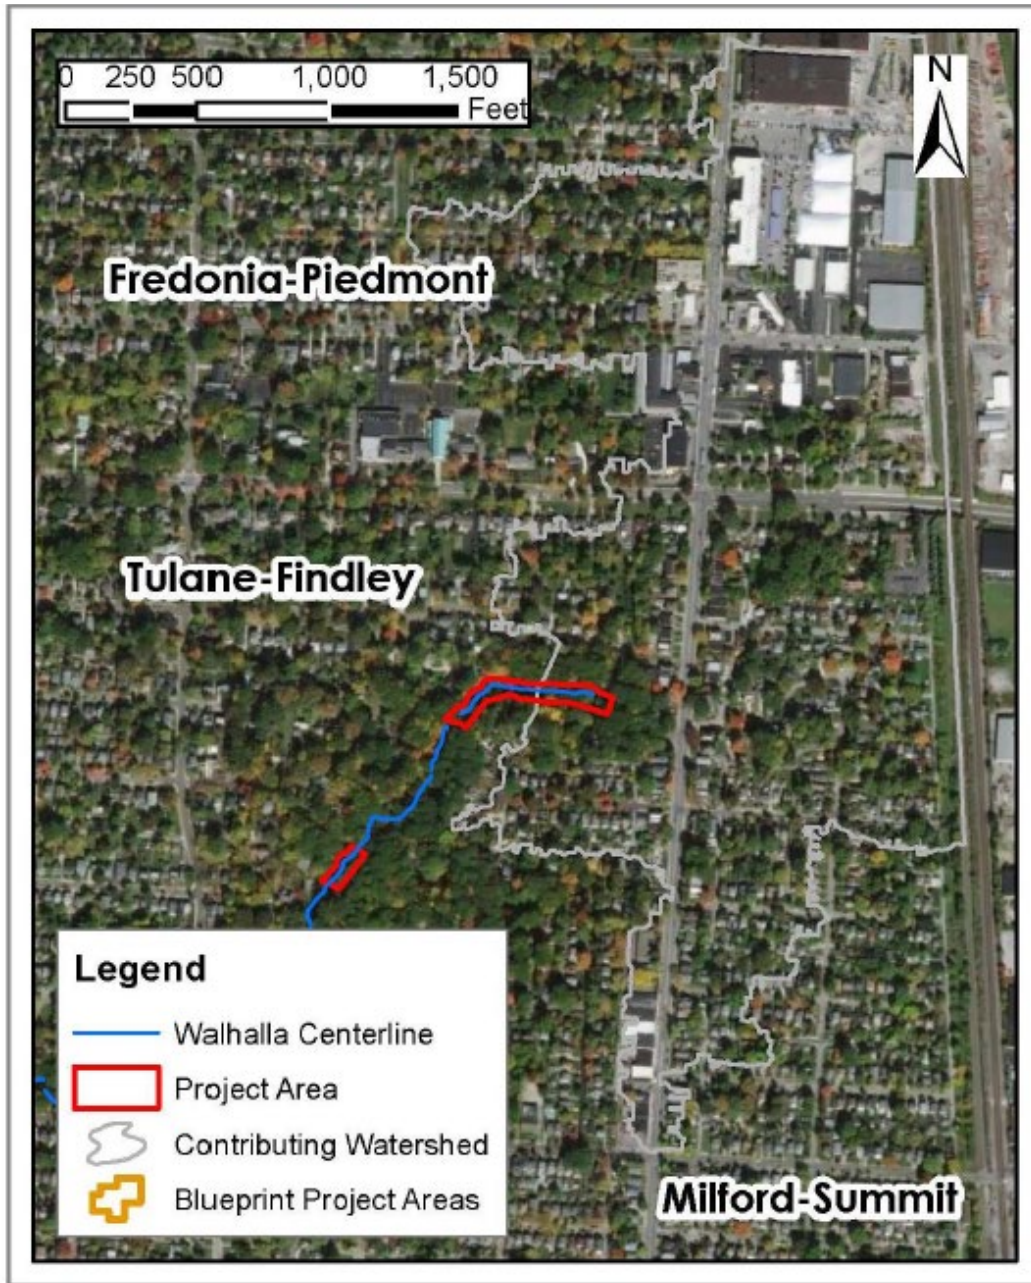 0 250 500 1,000 1,500
Feet
N
Fredonia-Piedmont
Tulane-Findley
Legend
Walhalla Centerline
Project Area
Contributing Watershed
Blueprint Project Areas
Milford-Summit